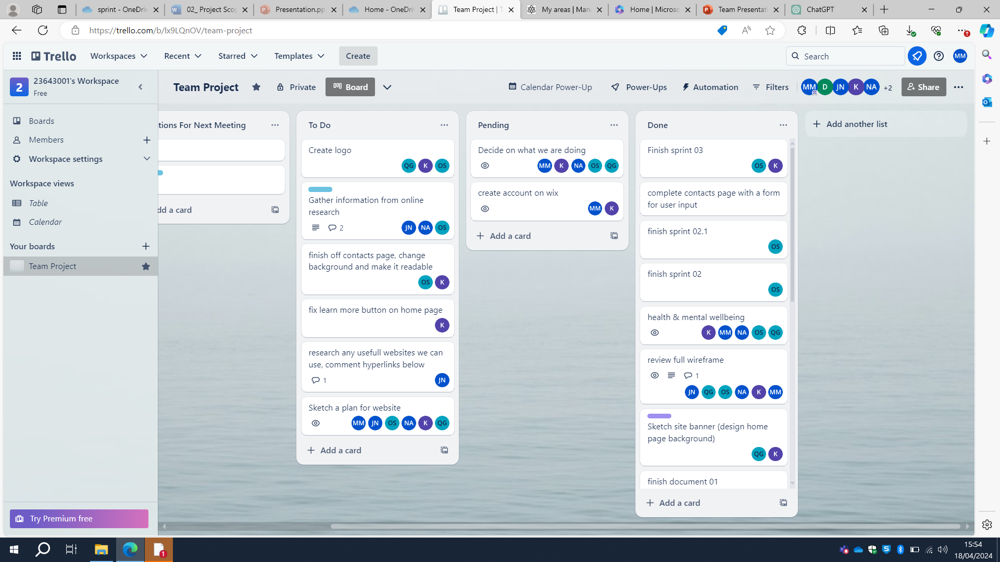 sprint - OneDriv
02_ Project Scop
Presentation.pp
Home - OneDriv
Team Project | T
My areas | Man
Home | Microso
Team Presentat
ChatGPT
https://trello.com/b/lx9LQnOV/team-project
Trello
Workspaces
Recent
Starred
Templates
Create
Search
MM
2
23643001's Workspace
Free
Team Project
Private
Board
Calendar Power-Up
Power-Ups
Automation
Filters
MM
D
JN
K
NA
+2
Share
Boards
Members
Workspace settings
Workspace views
Table
Calendar
Your boards
Team Project
Try Premium free
tions For Next Meeting
dd a card
To Do
Create logo
QG K OS
Gather information from online
research
2
JN NA OS
finish off contacts page, change
background and make it readable
OS K
fix learn more button on home page
K
research any usefull websites we can
use, comment hyperlinks below
1
JN
Sketch a plan for website
MM JN OS NA K QG
Add a card
Pending
Decide on what we are doing
MM K NA OS QG
create account on wix
MM K
Add a card
Done
Finish sprint 03
OS K
complete contacts page with a form
for user input
finish sprint 02.1
OS
finish sprint 02
OS
health & mental wellbeing
K MM NA OS QG
review full wireframe
1
JN QG OS NA K MM
Sketch site banner (design home
page background)
QG K
finish document 01
Add a card
Add another list
1
15:54
18/04/2024